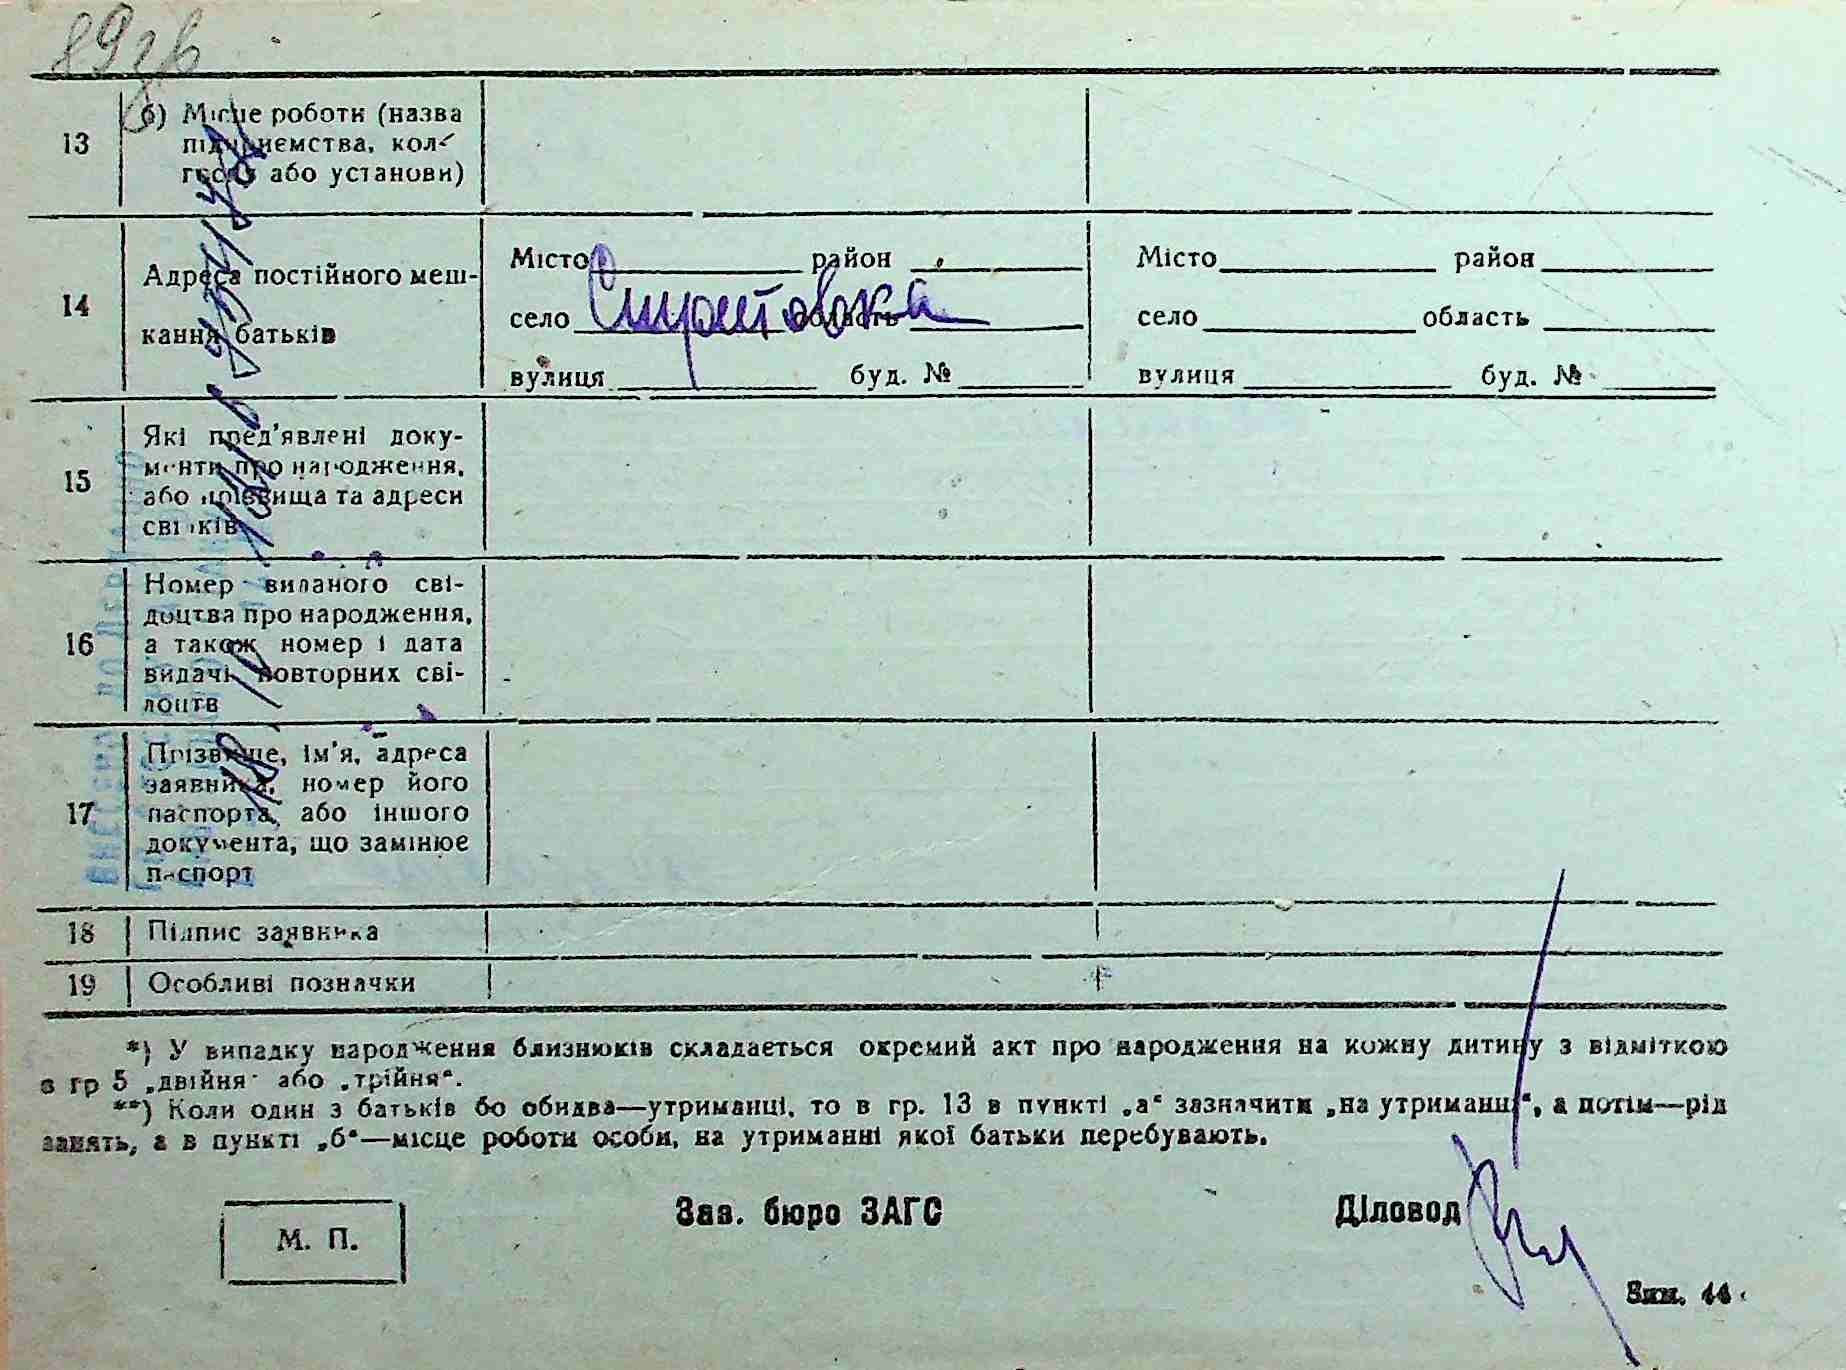 89зв
13
б) Місце роботи (назва
підприємства, кол-
госпу або установи)
14
Адреса постійного меш-
кання батьків
Місто район
село область
Стротовка
вулиця буд. №
Місто район
село область
вулиця буд. №
15
Які пред'явлені доку-
менти про народження,
або прізвища та адреси
свідків
16
Номер виданого сві-
доцтва про народження,
а також номер і дата
видачі повторних сві-
доцтв
17
Прізвище, ім'я, адреса
заявника, номер його
паспорта, або іншого
документа, що замінює
паспорт
18 Підпис заявника
19 Особливі позначки
*) У випадку народження близнюків складається окремий акт про народження на кожну дитину з відміткою
в гр 5 „двійня" або „трійня“.
**) Коли один з батьків бо обидва—утриманці, то в гр. 13 в пункті „а“ зазначити „на утриманні“, а потім—рід
занять, а в пункті „б“—місце роботи особи, на утриманні якої батьки перебувають.
М. П.
Зав. бюро ЗАГС
Діловод
Зам. 44